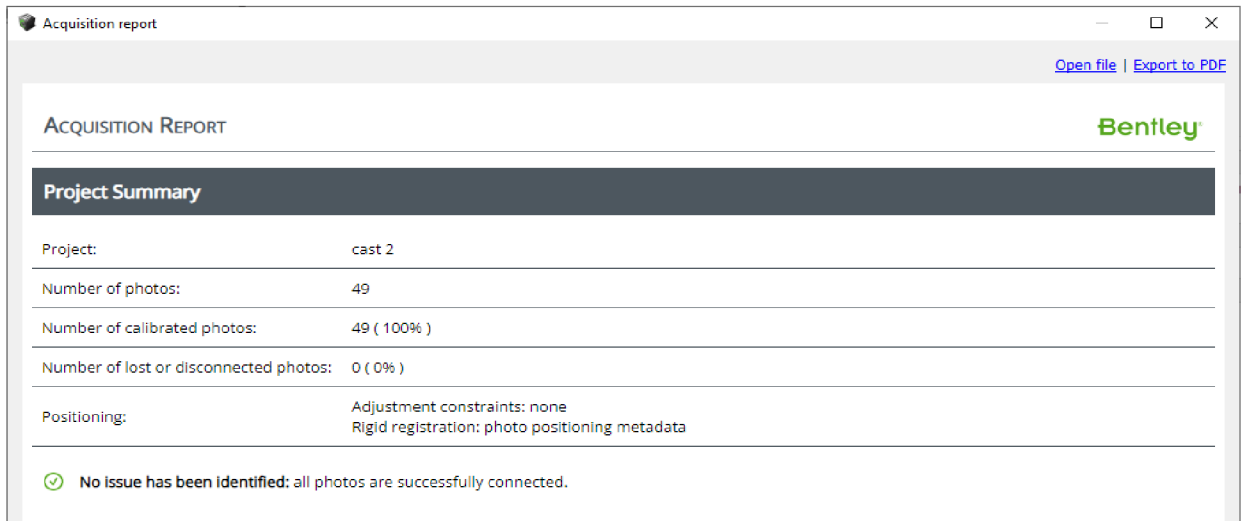 Acquisition report
Open file | Export to PDF
ACQUISITION REPORT
Bentley
Project Summary
Project: cast 2
Number of photos: 49
Number of calibrated photos: 49 ( 100% )
Number of lost or disconnected photos: 0 ( 0% )
Positioning: Adjustment constraints: none
Rigid registration: photo positioning metadata
No issue has been identified: all photos are successfully connected.